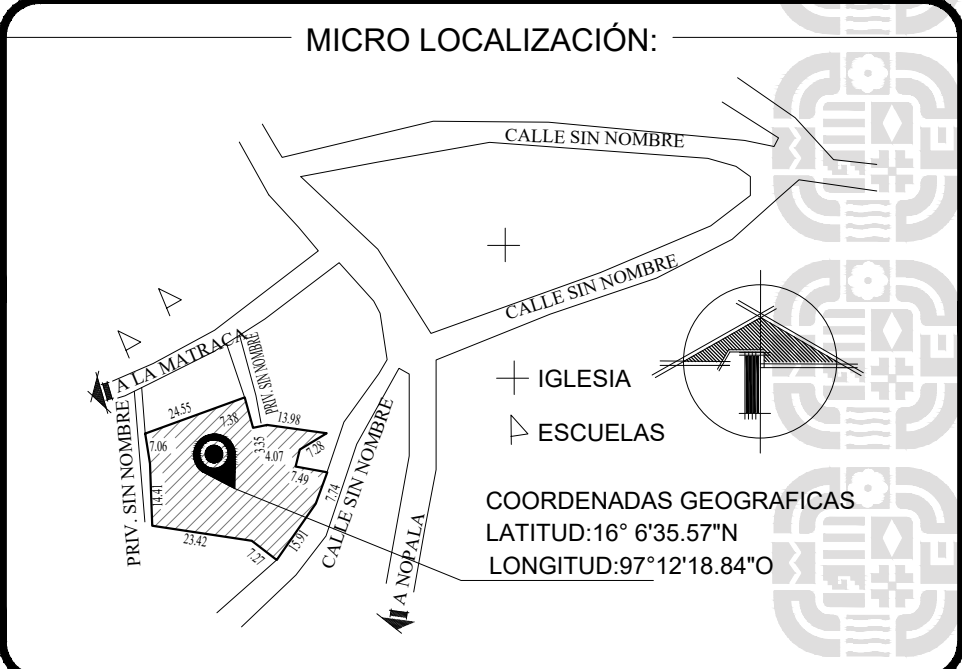 MICRO LOCALIZACIÓN:
CALLE SIN NOMBRE
CALLE SIN NOMBRE
A LA MATRACA
PRIV. SIN NOMBRE
PRIV. SIN NOMBRE
CALLE SIN NOMBRE
A NOPALA
24.55
7.38
13.98
7.06
3.35
4.07
7.28
7.49
14.41
7.74
23.42
7.27
15.91
IGLESIA
ESCUELAS
COORDENADAS GEOGRAFICAS
LATITUD:16° 6'35.57"N
LONGITUD:97°12'18.84"O